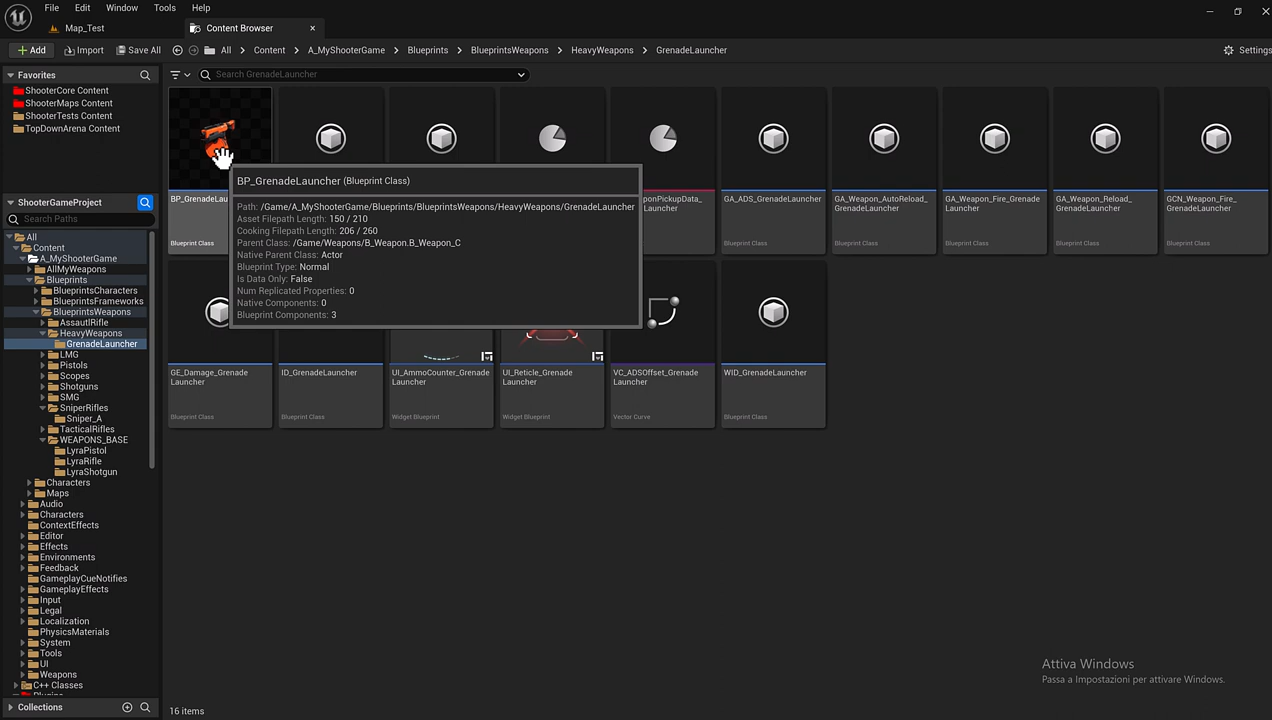 File Edit Window Tools Help
Map_Test
Content Browser
Add Import Save All All Content A_MyShooterGame Blueprints BlueprintsWeapons HeavyWeapons GrenadeLauncher Settings
Favorites
ShooterCore Content
ShooterMaps Content
ShooterTests Content
TopDownArena Content
ShooterGameProject
Search Paths
All
Content
A_MyShooterGame
AllMyWeapons
Blueprints
BlueprintsCharacters
BlueprintsFrameworks
BlueprintsWeapons
AssautlRifle
HeavyWeapons
GrenadeLauncher
LMG
Pistols
Scopes
Shotguns
SMG
SniperRifles
Sniper_A
TacticalRifles
WEAPONS_BASE
LyraPistol
LyraRifle
LyraShotgun
Characters
Maps
Audio
Characters
ContextEffects
Editor
Effects
Environments
Feedback
GameplayCueNotifies
GameplayEffects
Input
Legal
Localization
PhysicsMaterials
System
Tools
UI
Weapons
C++ Classes
Collections
Search GrenadeLauncher
BP_GrenadeLau
Blueprint Class
BP_GrenadeLauncher (Blueprint Class)
Path: /Game/A_MyShooterGame/Blueprints/BlueprintsWeapons/HeavyWeapons/GrenadeLauncher
Asset Filepath Length: 150 / 210
Cooking Filepath Length: 206 / 260
Parent Class: /Game/Weapons/B_Weapon.B_Weapon_C
Native Parent Class: Actor
Blueprint Type: Normal
Is Data Only: False
Num Replicated Properties: 0
Native Components: 0
Blueprint Components: 3
ponPickupData_
Launcher
GA_ADS_GrenadeLauncher
Blueprint Class
GA_Weapon_AutoReload_
GrenadeLauncher
Blueprint Class
GA_Weapon_Fire_Grenade
Launcher
Blueprint Class
GA_Weapon_Reload_
GrenadeLauncher
Blueprint Class
GCN_Weapon_Fire_
GrenadeLauncher
Blueprint Class
GE_Damage_Grenade
Launcher
Blueprint Class
ID_GrenadeLauncher
Blueprint Class
UI_AmmoCounter_Grenade
Launcher
Widget Blueprint
UI_Reticle_Grenade
Launcher
Widget Blueprint
VC_ADSOffset_Grenade
Launcher
Vector Curve
WID_GrenadeLauncher
Blueprint Class
Attiva Windows
Passa a Impostazioni per attivare Windows.
16 items